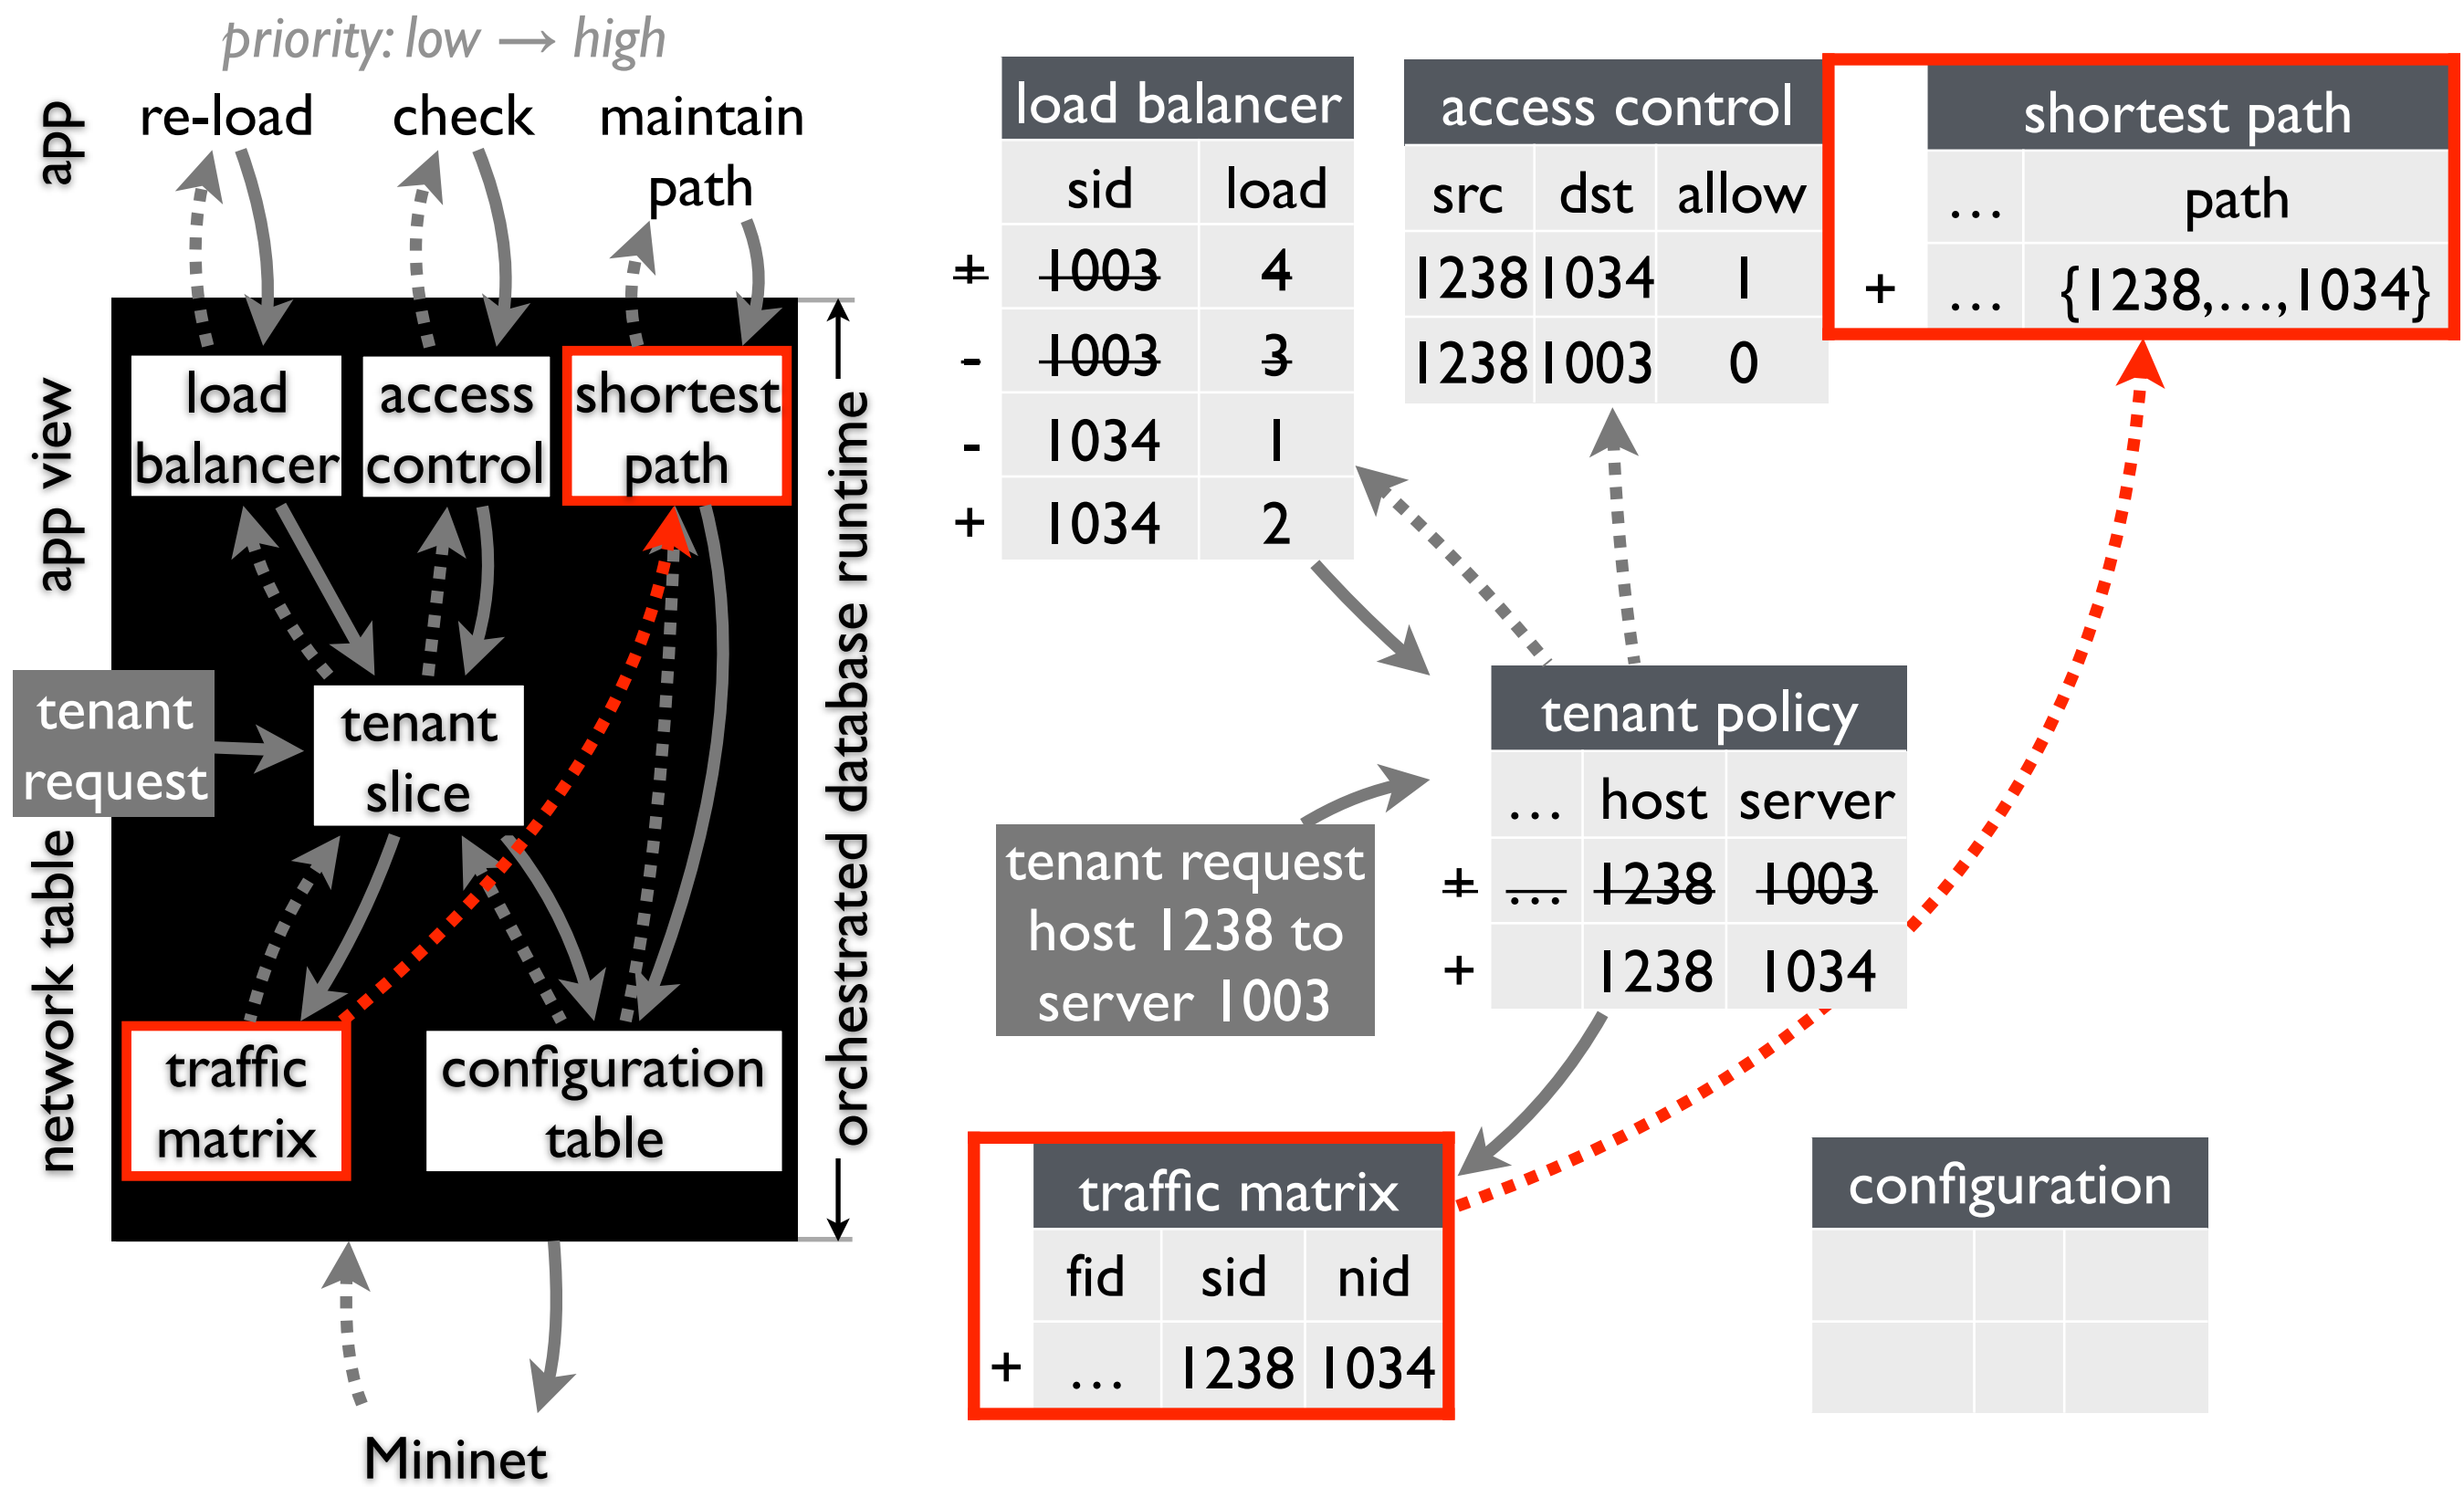 priority: low → high
app
re-load
check
maintain
path
app view
load
balancer
access
control
shortest
path
tenant
request
tenant
slice
network table
traffic
matrix
configuration
table
orchestrated database runtime
Mininet
load balancer
sid load
+ 1003 4
- 1003 3
- 1034 1
+ 1034 2
access control
src dst allow
1238 1034 1
1238 1003 0
shortest path
... path
+ ... {1238,...,1034}
tenant policy
... host server
+ ... 1238 1003
+ 1238 1034
tenant request
host 1238 to
server 1003
traffic matrix
fid sid nid
+ ... 1238 1034
configuration